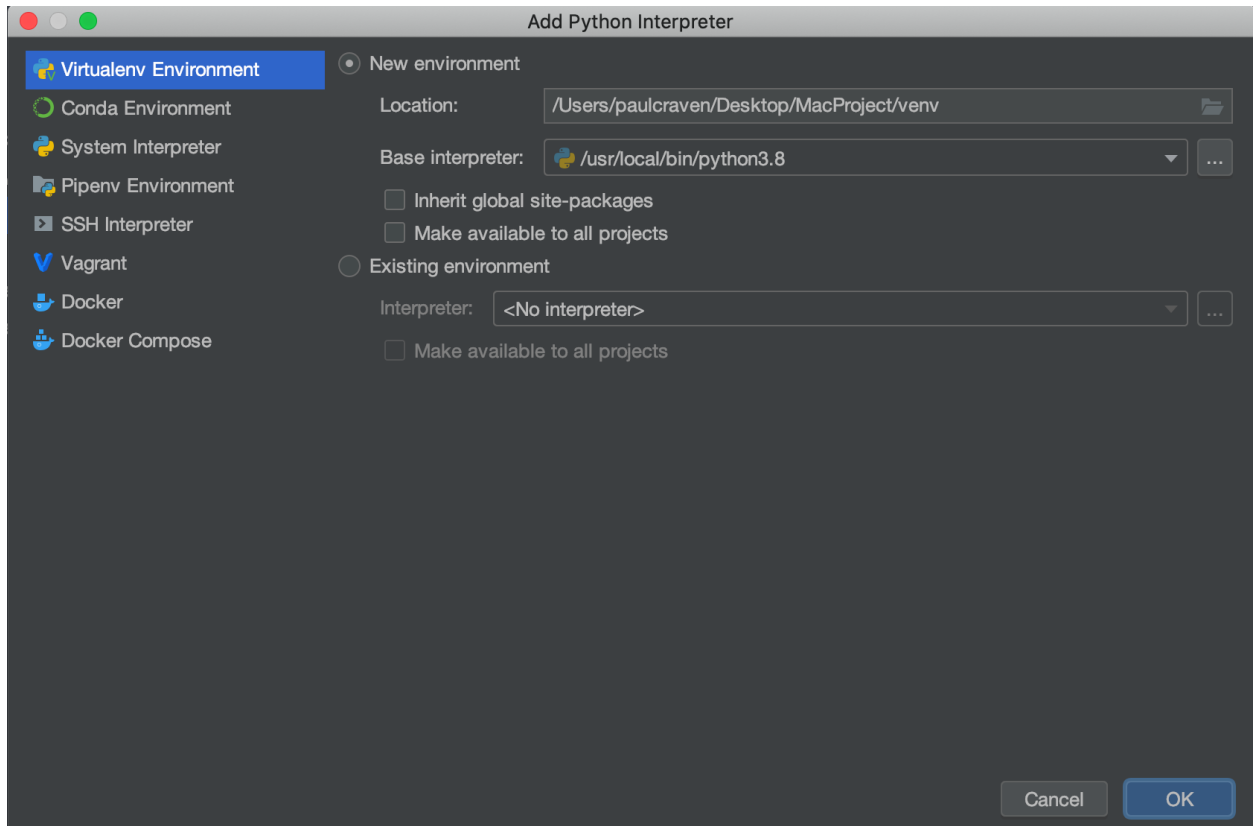 Add Python Interpreter
Virtualenv Environment
Conda Environment
System Interpreter
Pipenv Environment
SSH Interpreter
Vagrant
Docker
Docker Compose
New environment
Location: /Users/paulcraven/Desktop/MacProject/venv
Base interpreter: /usr/local/bin/python3.8 ...
Inherit global site-packages
Make available to all projects
Existing environment
Interpreter: <No interpreter> ...
Make available to all projects
Cancel OK